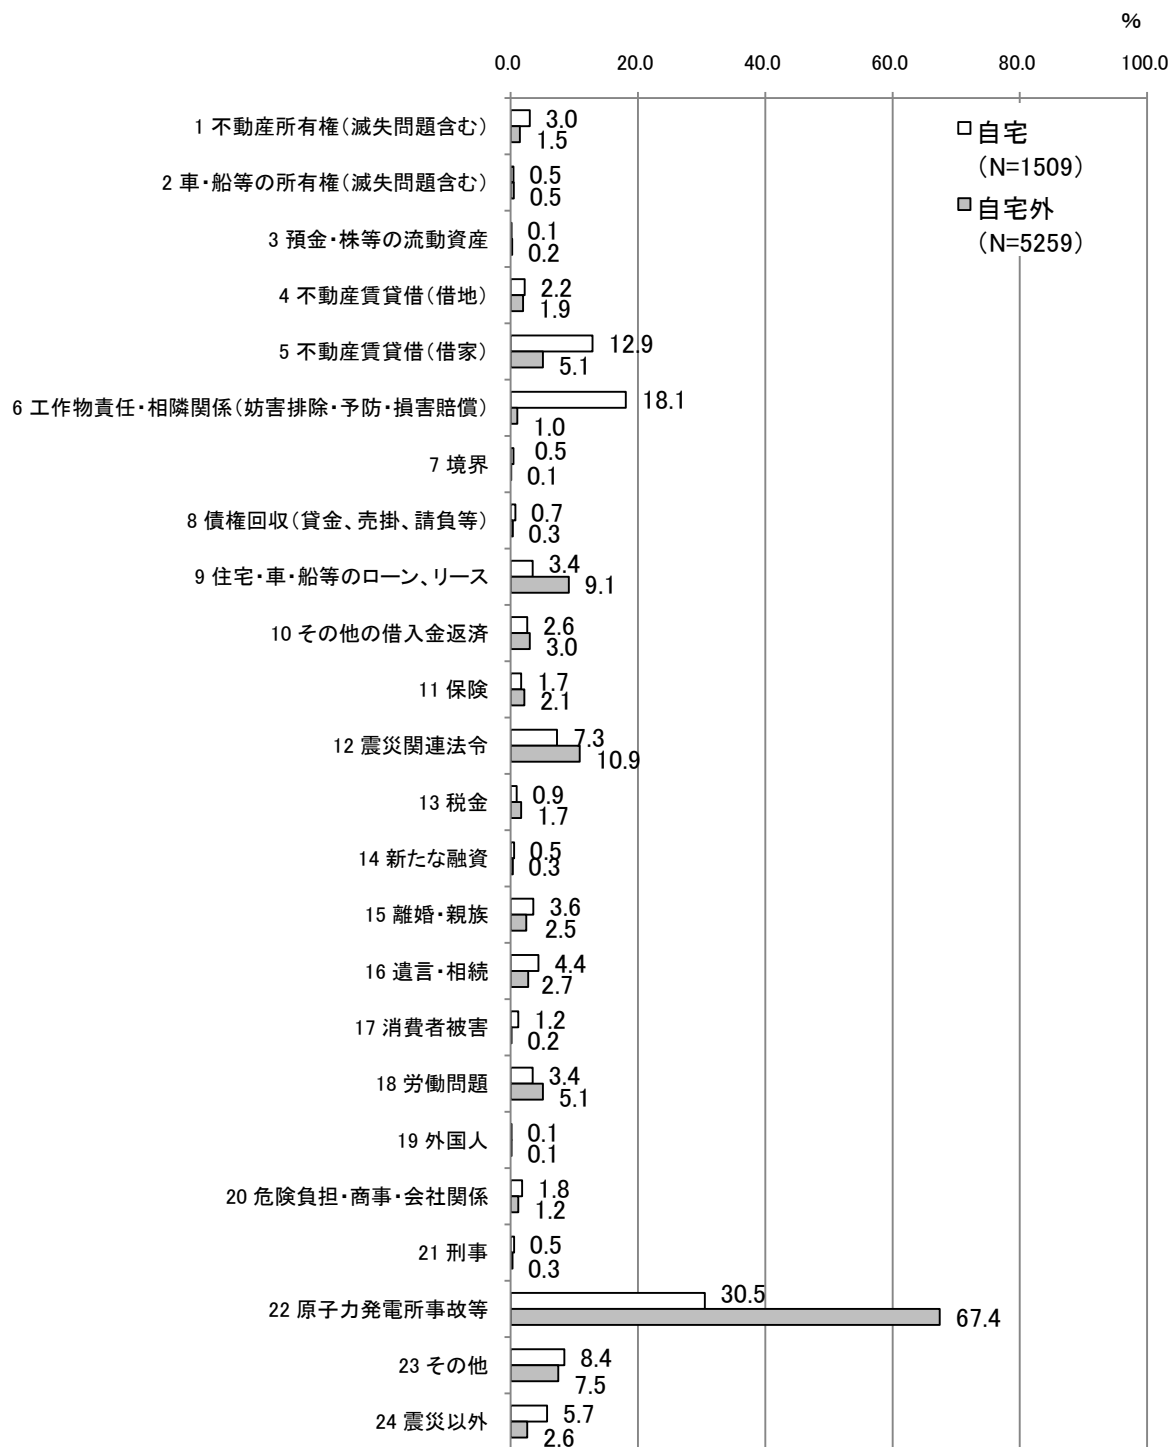 %
0.0 20.0 40.0 60.0 80.0 100.0
自宅
（N=1509）
自宅外
（N=5259）
1 不動産所有権（滅失問題含む） 3.0
1.5
2 車・船等の所有権（滅失問題含む） 0.5
0.5
3 預金・株等の流動資産 0.1
0.2
4 不動産賃貸借（借地） 2.2
1.9
5 不動産賃貸借（借家） 12.9
5.1
6 工作物責任・相隣関係（妨害排除・予防・損害賠償） 18.1
1.0
7 境界 0.5
0.1
8 債権回収（貸金、売掛、請負等） 0.7
0.3
9 住宅・車・船等のローン、リース 3.4
9.1
10 その他の借入金返済 2.6
3.0
11 保険 1.7
2.1
12 震災関連法令 7.3
10.9
13 税金 0.9
1.7
14 新たな融資 0.5
0.3
15 離婚・親族 3.6
2.5
16 遺言・相続 4.4
2.7
17 消費者被害 1.2
0.2
18 労働問題 3.4
5.1
19 外国人 0.1
0.1
20 危険負担・商事・会社関係 1.8
1.2
21 刑事 0.5
0.3
22 原子力発電所事故等 30.5
67.4
23 その他 8.4
7.5
24 震災以外 5.7
2.6